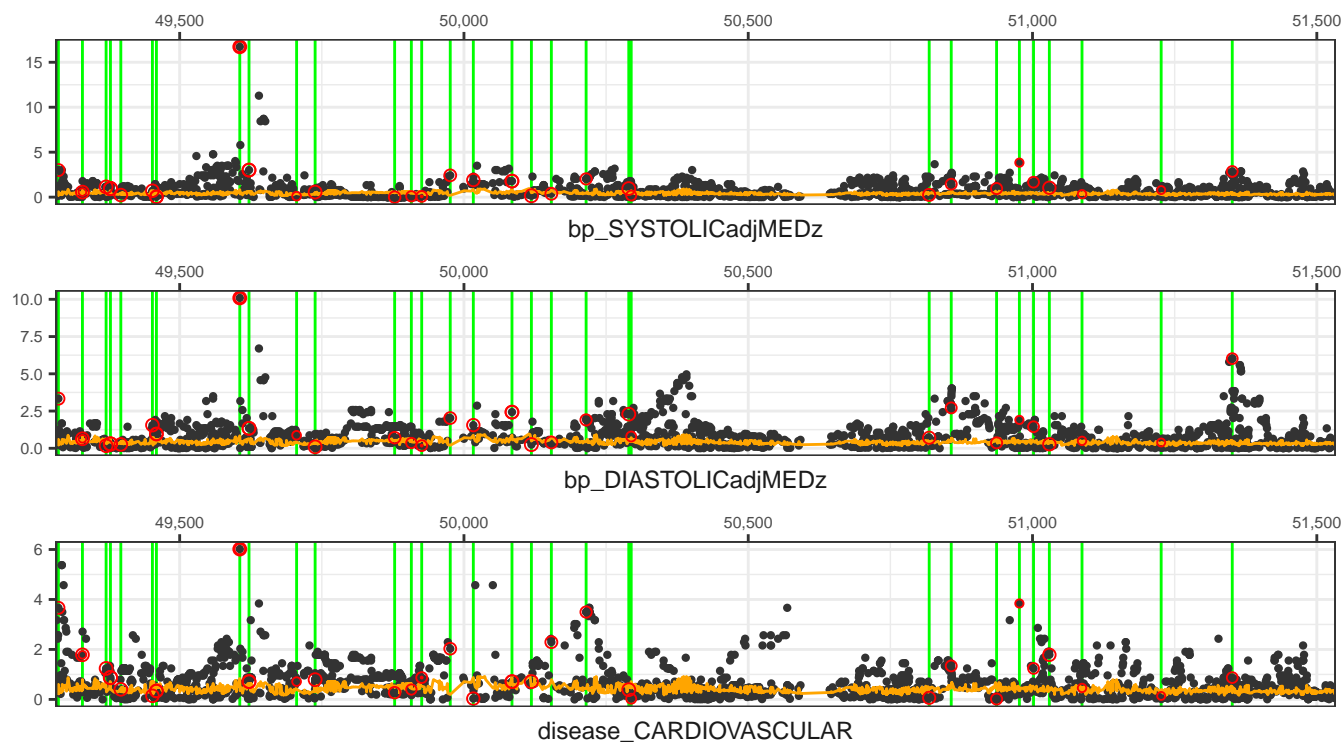 49,500 50,000 50,500 51,000 51,500
15
10
5
0
bp_SYSTOLICadjMEDz
49,500 50,000 50,500 51,000 51,500
10.0
7.5
5.0
2.5
0.0
bp_DIASTOLICadjMEDz
49,500 50,000 50,500 51,000 51,500
6
4
2
0
disease_CARDIOVASCULAR